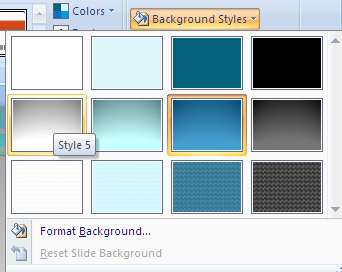 Colors
Background Styles
Style 5
Format Background...
Reset Slide Background